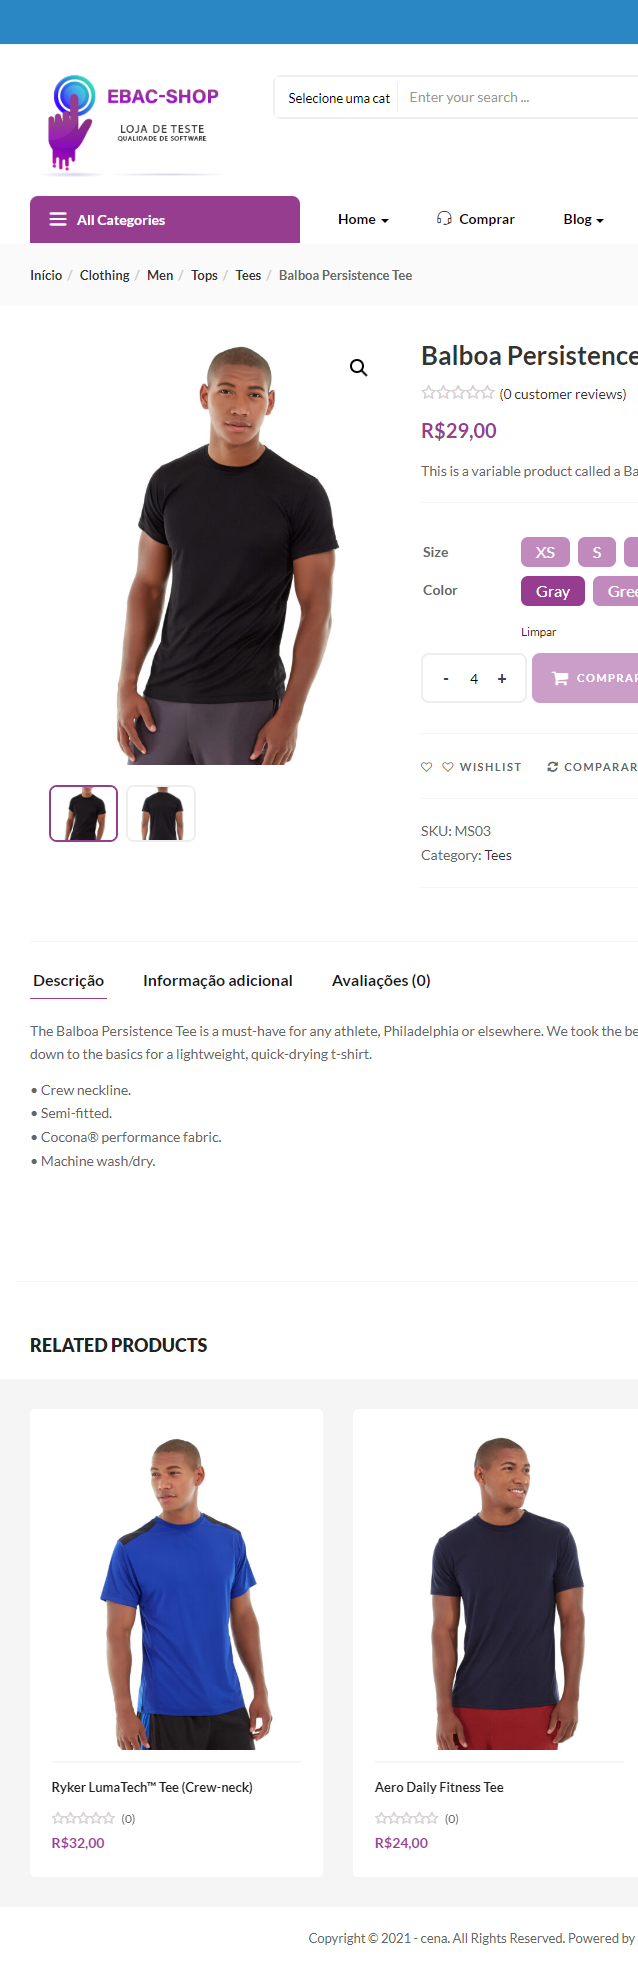 EBAC-SHOP
LOJA DE TESTE
QUALIDADE DE SOFTWARE
Selecione uma cat
Enter your search ...
All Categories
Home
Comprar
Blog
Início / Clothing / Men / Tops / Tees / Balboa Persistence Tee
Balboa Persistence
(0 customer reviews)
R$29,00
This is a variable product called a Ba
Size XS S
Color Gray Gree
Limpar
- 4 + COMPRAR
WISHLIST COMPARAR
SKU: MS03
Category: Tees
Descrição Informação adicional Avaliações (0)
The Balboa Persistence Tee is a must-have for any athlete, Philadelphia or elsewhere. We took the be
down to the basics for a lightweight, quick-drying t-shirt.
• Crew neckline.
• Semi-fitted.
• Cocona® performance fabric.
• Machine wash/dry.
RELATED PRODUCTS
Ryker LumaTech™ Tee (Crew-neck)
(0)
R$32,00
Aero Daily Fitness Tee
(0)
R$24,00
Copyright © 2021 - cena. All Rights Reserved. Powered by